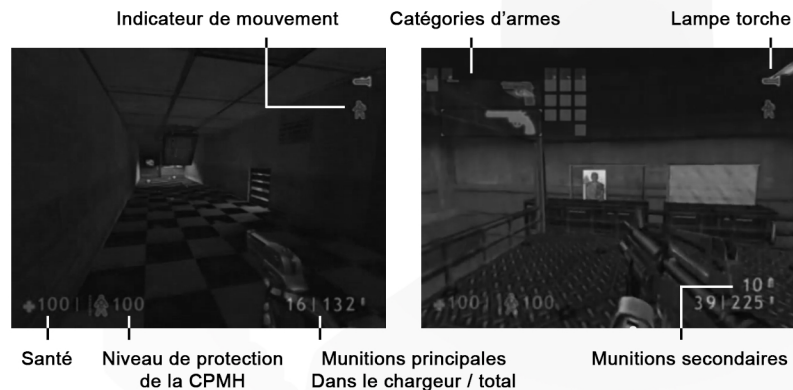 Indicateur de mouvement
Catégories d'armes
Lampe torche
100 | 100
16 | 132
100 | 100
10
39 | 225
Santé
Niveau de protection
de la CPMH
Munitions principales
Dans le chargeur / total
Munitions secondaires